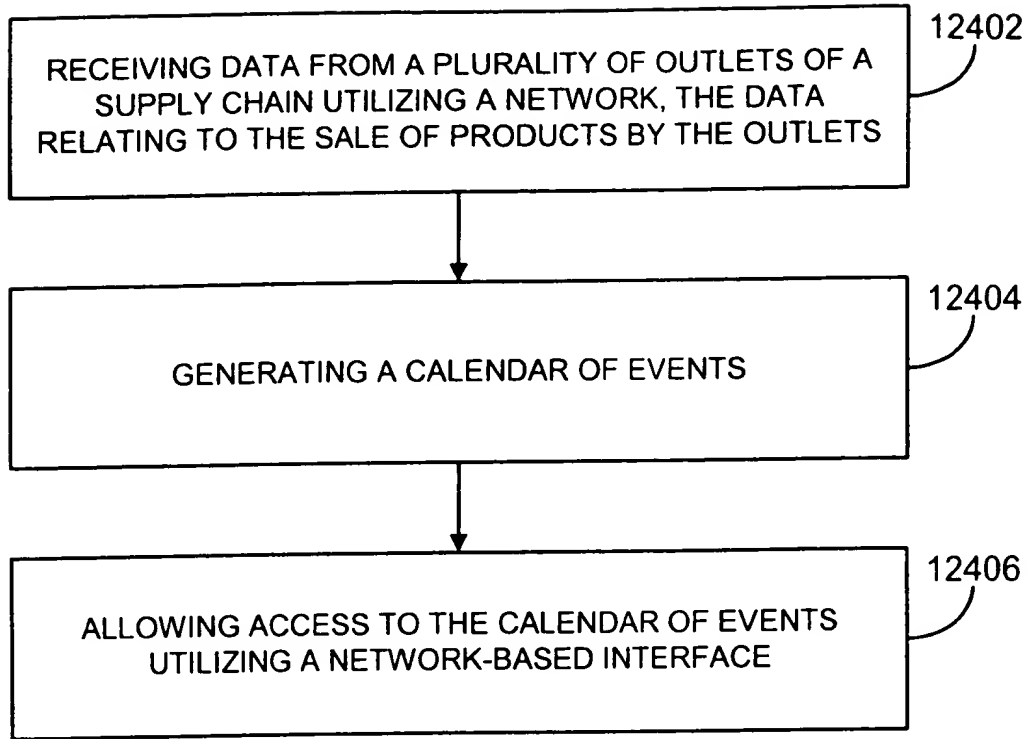 12402
RECEIVING DATA FROM A PLURALITY OF OUTLETS OF A
SUPPLY CHAIN UTILIZING A NETWORK, THE DATA
RELATING TO THE SALE OF PRODUCTS BY THE OUTLETS
12404
GENERATING A CALENDAR OF EVENTS
12406
ALLOWING ACCESS TO THE CALENDAR OF EVENTS
UTILIZING A NETWORK-BASED INTERFACE